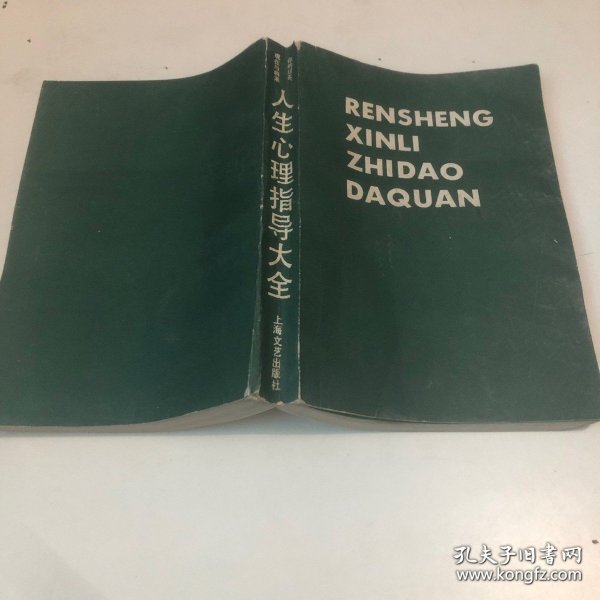 人生心理指导大全
上海文艺出版社
RENSHENG
XINLI
ZHIDAO
DAQUAN
孔夫子旧书网
www.kongfz.com